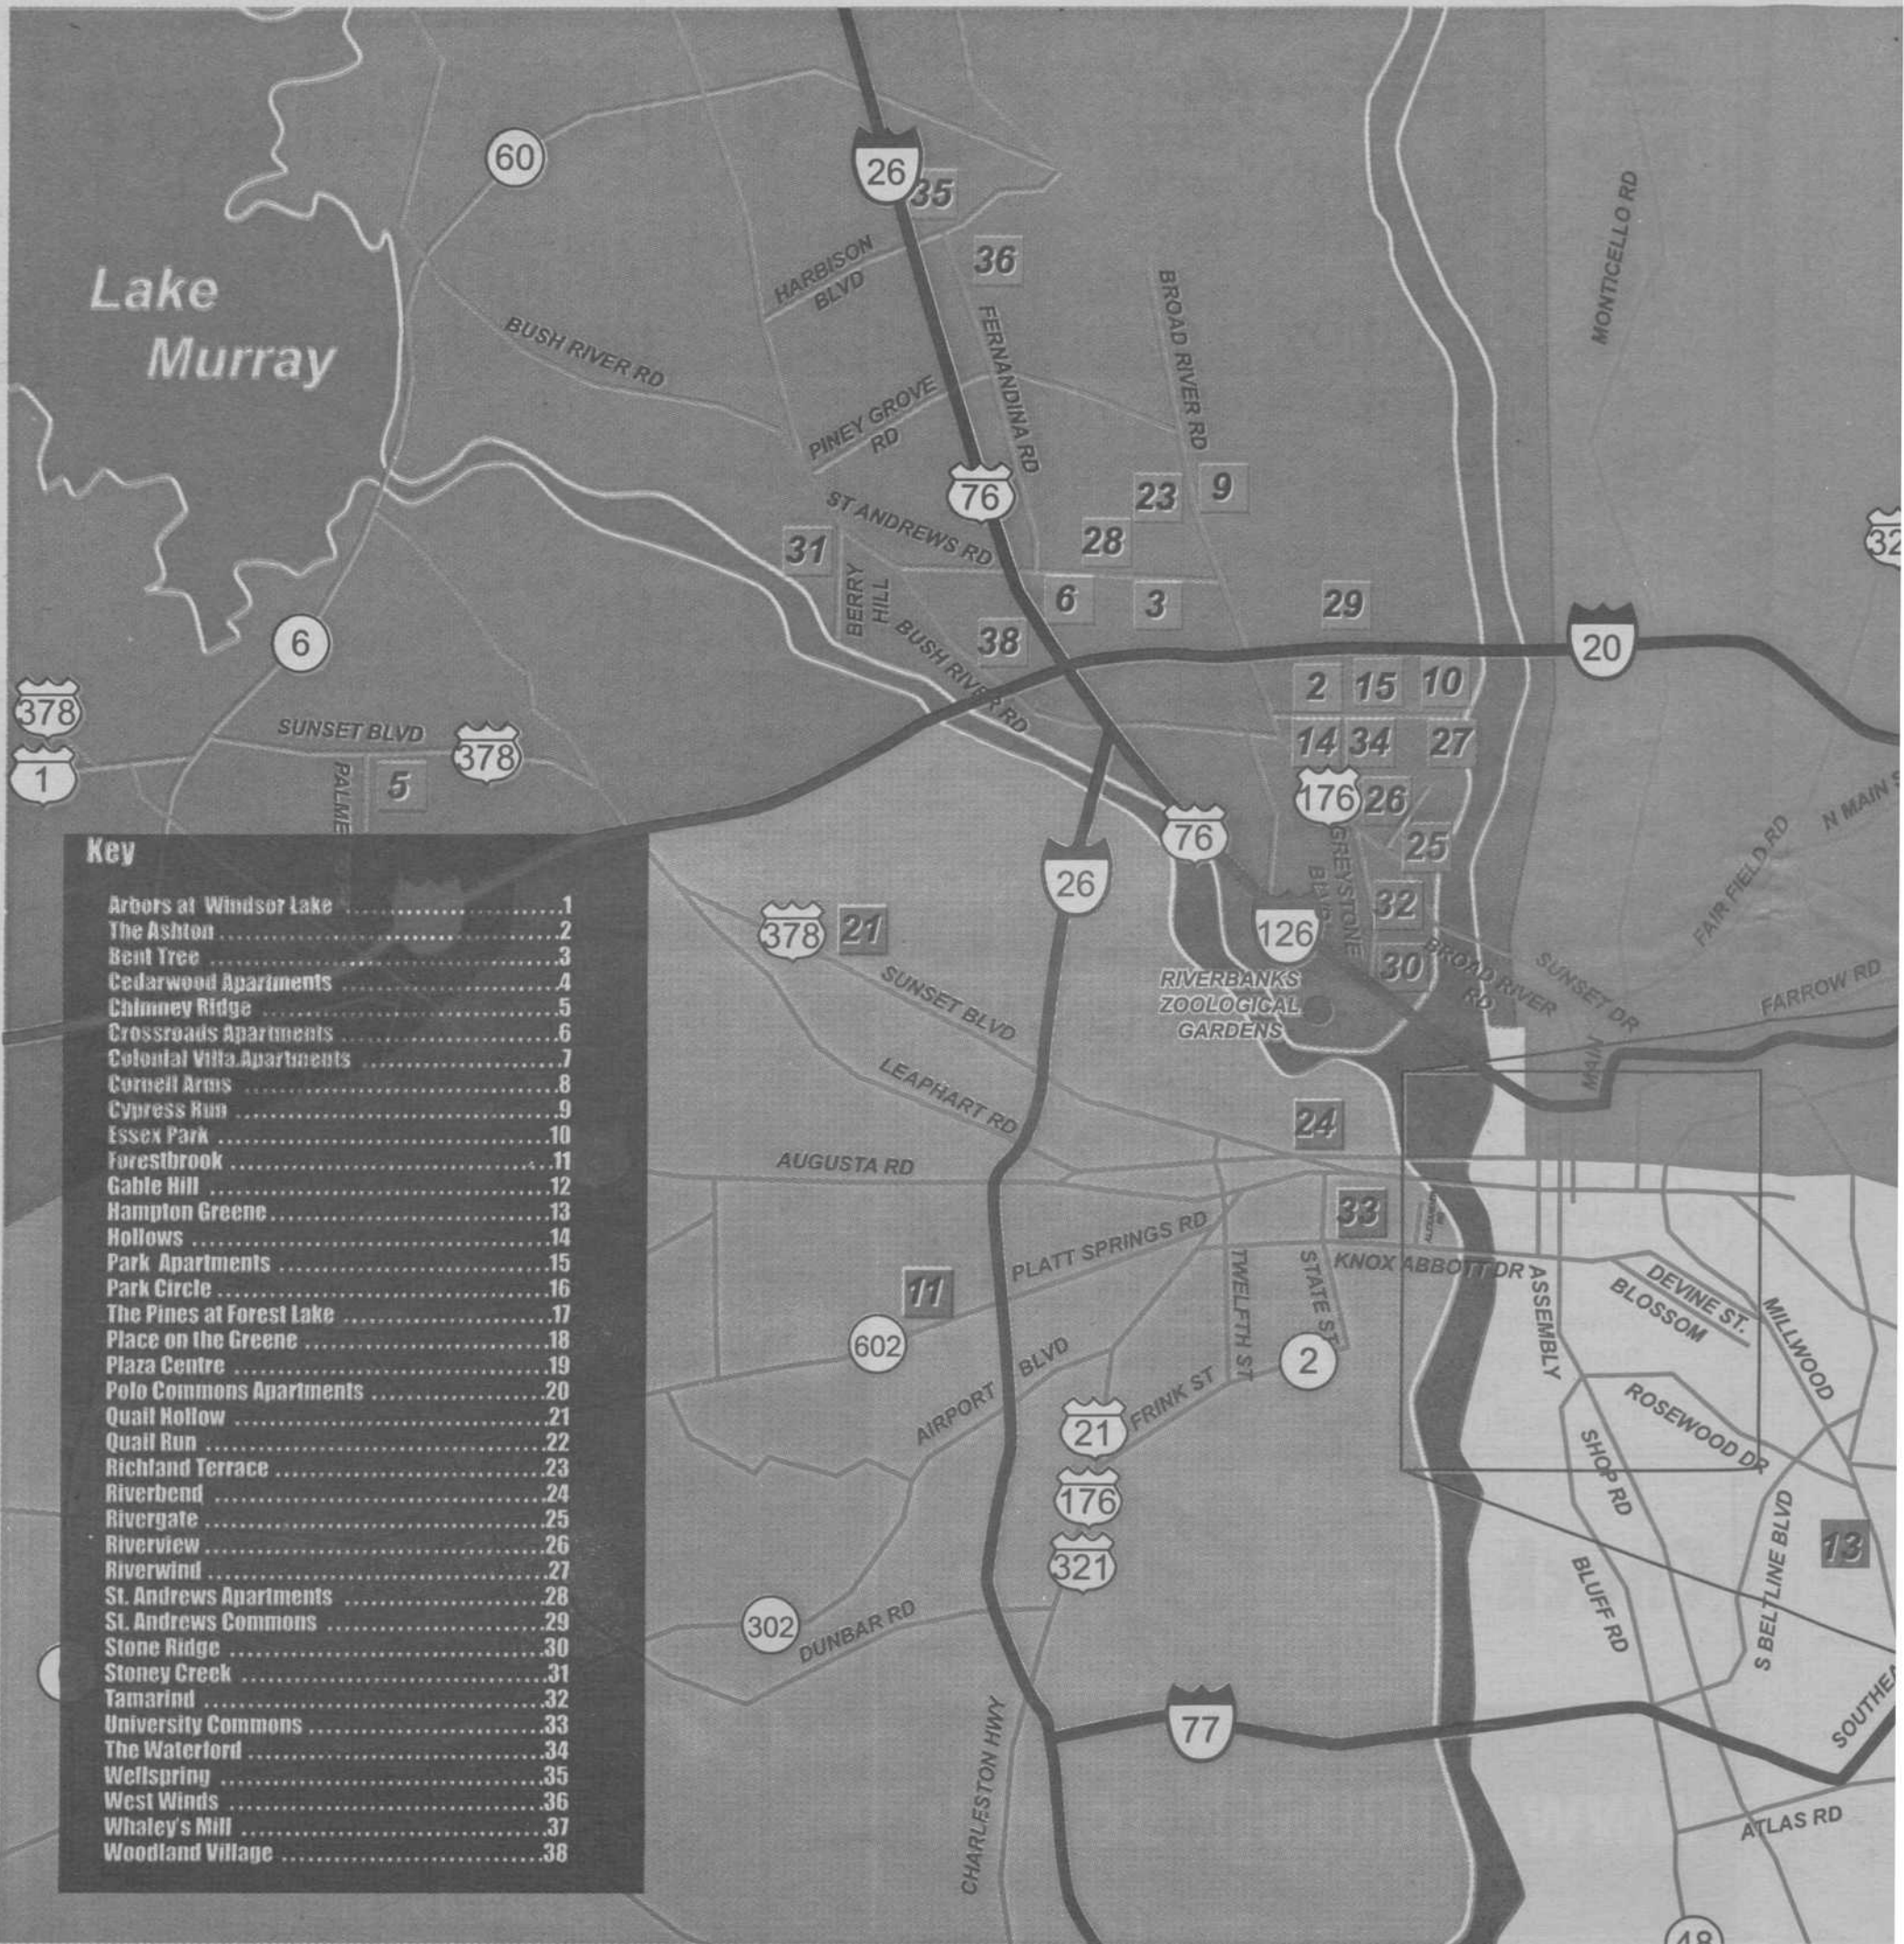 60
26
35
36
HARBISON
BLVD
Lake
Murray
BUSH RIVER RD
FERNANDINA RD
BROAD RIVER RD
MONTICELLO RD
PINEY GROVE
RD
76
23
9
ST ANDREWS RD
28
31
32
BERRY
HILL
6
3
29
38
BUSH RIVER RD
6
20
378
1
SUNSET BLVD
378
5
2
15
10
14
34
27
176
26
25
76
GREYSTONE
32
126
30
BROAD RIVER
RD
SUNSET DR
N MAIN
FAIR FIELD RD
FARROW RD
MAIN
RIVERBANKS
ZOOLOGICAL
GARDENS
26
378
21
SUNSET BLVD
LEAPHART RD
AUGUSTA RD
24
33
PLATT SPRINGS RD
KNOX ABBOTT DR
TWELFTH ST
STATE ST
11
602
2
AIRPORT BLVD
FRINK ST
21
176
321
ASSEMBLY
DEVINE ST.
BLOSSOM
MILLWOOD
ROSEWOOD DR
SHOP RD
BLUFF RD
S BELTLINE BLVD
13
302
DUNBAR RD
CHARLESTON HWY
77
ATLAS RD
48
Key
Arbors at Windsor Lake ........................1
The Ashton ........................2
Bent Tree ........................3
Cedarwood Apartments ........................4
Chimney Ridge ........................5
Crossroads Apartments ........................6
Colonial Villa.Apartments ........................7
Cornell Arms ........................8
Cypress Run ........................9
Essex Park ........................10
Forestbrook ........................11
Gable Hill ........................12
Hampton Greene ........................13
Hollows ........................14
Park Apartments ........................15
Park Circle ........................16
The Pines at Forest Lake ........................17
Place on the Greene ........................18
Plaza Centre ........................19
Polo Commons Apartments ........................20
Quail Hollow ........................21
Quail Run ........................22
Richland Terrace ........................23
Riverbend ........................24
Rivergate ........................25
Riverview ........................26
Riverwind ........................27
St. Andrews Apartments ........................28
St. Andrews Commons ........................29
Stone Ridge ........................30
Stoney Creek ........................31
Tamarind ........................32
University Commons ........................33
The Waterford ........................34
Wellspring ........................35
West Winds ........................36
Whaley's Mill ........................37
Woodland Village ........................38